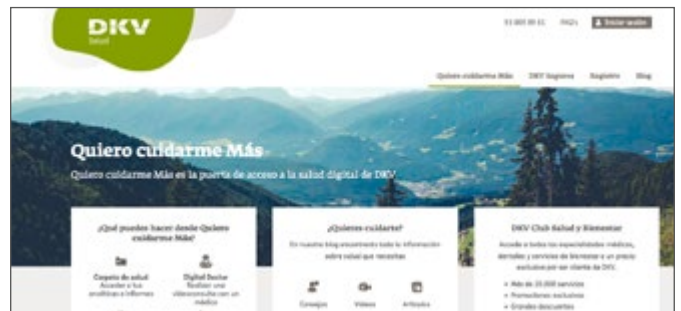 DKV
Salud
FAQs
Iniciar sesión
Quiero cuidarme Más
DKV Seguros
Registro
Blog
Quiero cuidarme Más
Quiero cuidarme Más es la puerta de acceso a la salud digital de DKV
¿Qué puedes hacer desde Quiero
cuidarme Más?
Carpeta de salud
Acceder a tus
analíticas e informes
Digital Doctor
Realizar una
videoconsulta con un
médico
¿Quieres cuidarte?
En nuestro blog encontrarás toda la información
sobre salud que necesitas
Consejos
Vídeos
Artículos
DKV Club Salud y Bienestar
Accede a todas las especialidades médicas,
dentales y servicios de bienestar a un precio
exclusivo por ser cliente de DKV.
Más de 20.000 servicios
Promociones exclusivas
Grandes descuentos